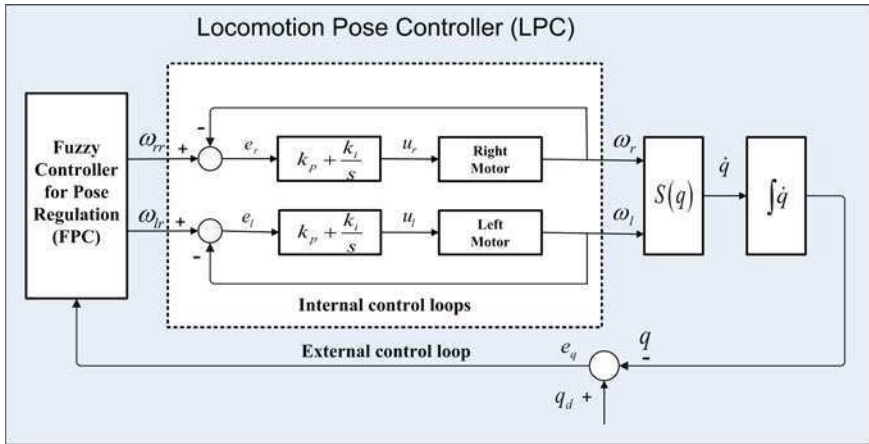 Locomotion Pose Controller (LPC)
Fuzzy
Controller
for Pose
Regulation
(FPC)
ω_rr
+
-
e_r
k_p + k_i/s
u_r
Right
Motor
ω_r
ω_lr
+
-
e_l
k_p + k_i/s
u_l
Left
Motor
ω_l
S(q)
q̇
∫q̇
Internal control loops
External control loop
e_q
q
-
q_d +